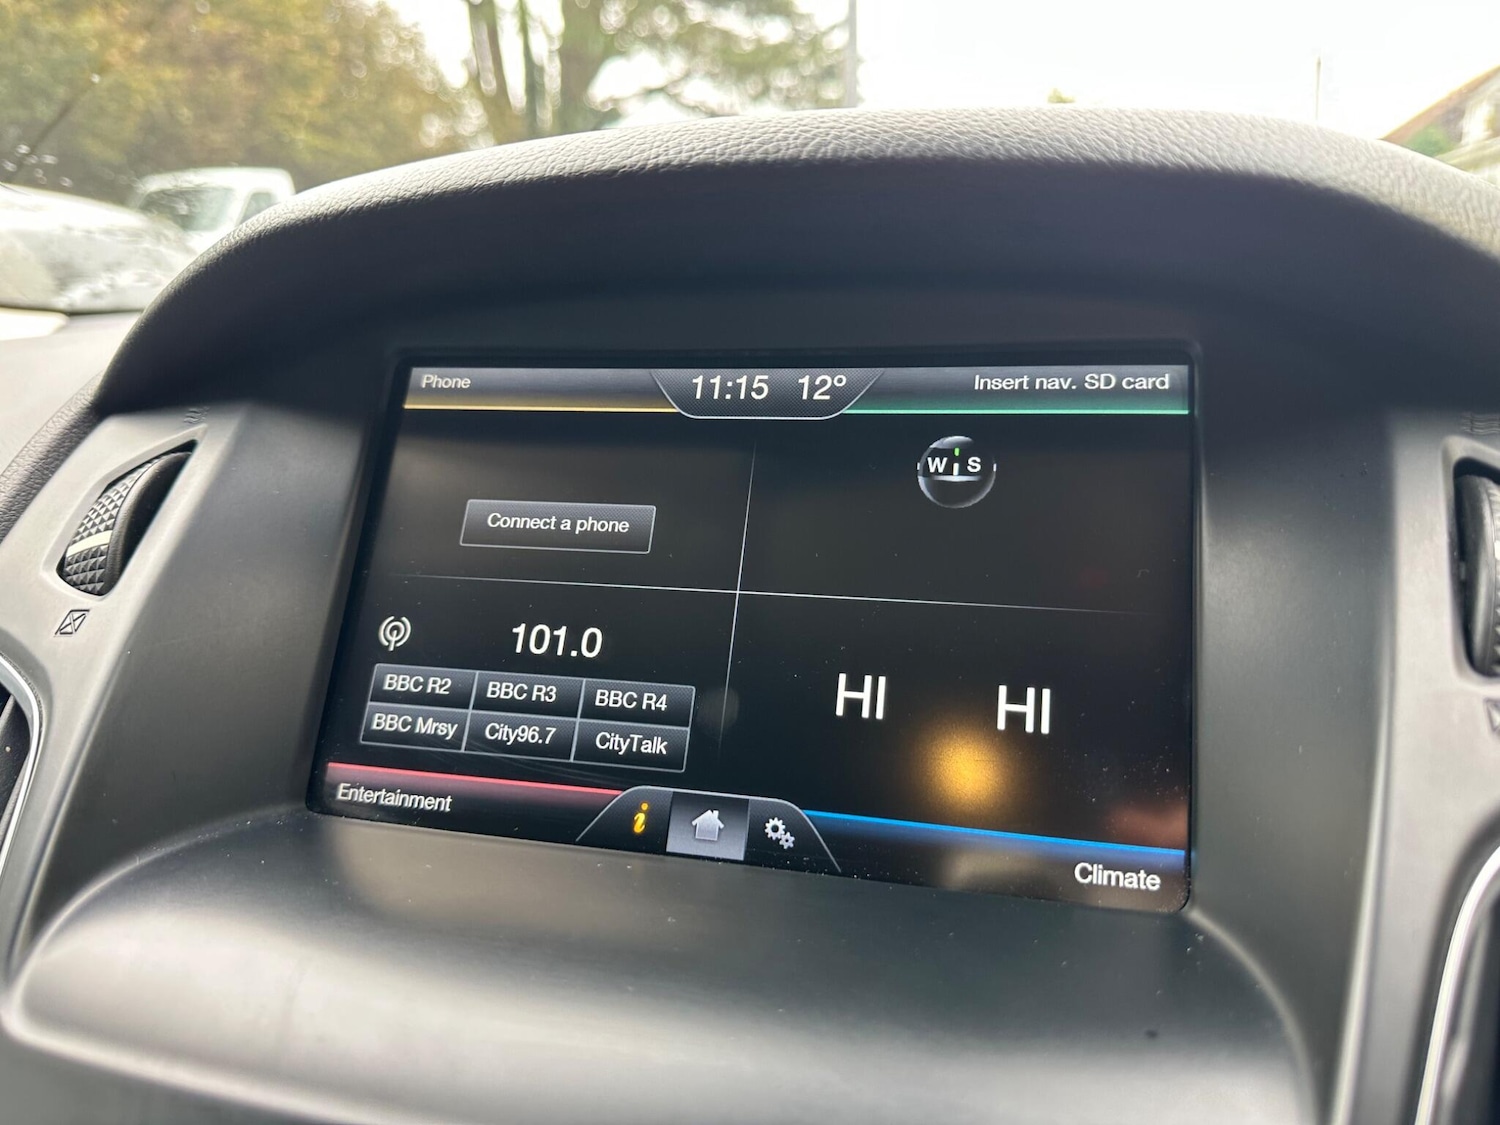 Phone
11:15 12°
Insert nav. SD card
W S
Connect a phone
101.0
BBC R2 BBC R3 BBC R4
BBC Mrsy City96.7 CityTalk
HI HI
Entertainment
i
Climate